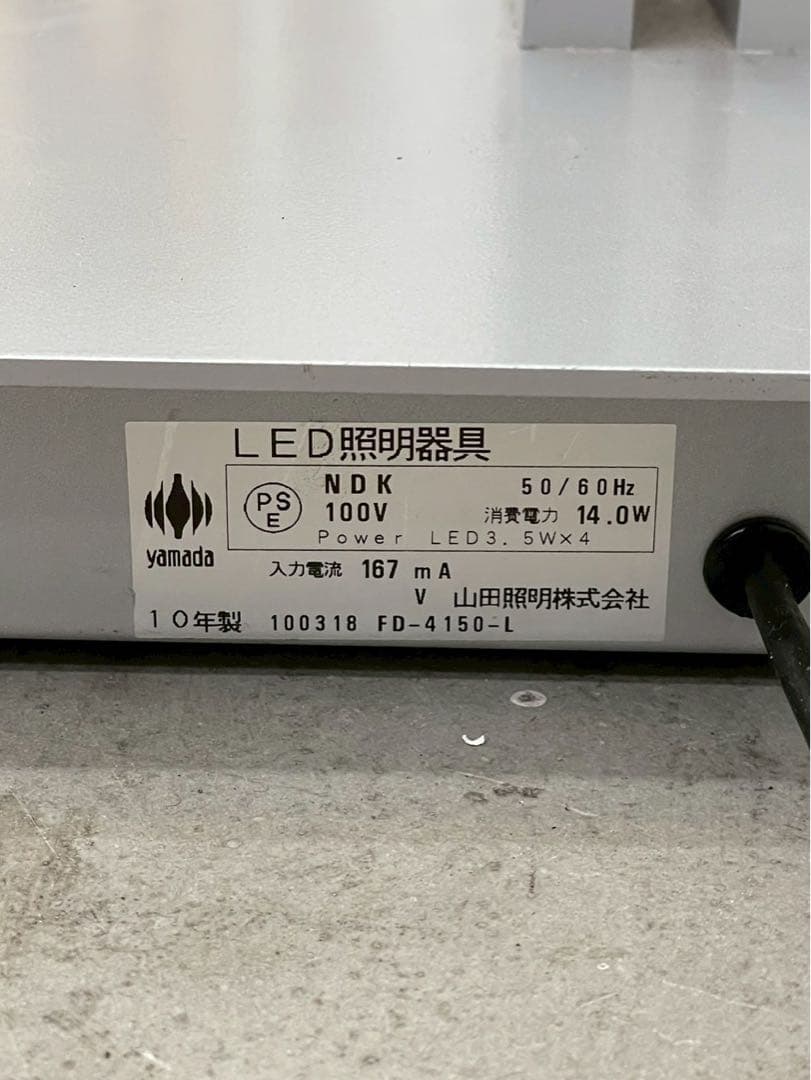 LED照明器具
PS
E
NDK 50/60Hz
100V 消費電力 14.0W
Power LED3.5W×4
yamada
入力電流 167 mA
V 山田照明株式会社
10年製 100318 FD-4150-L